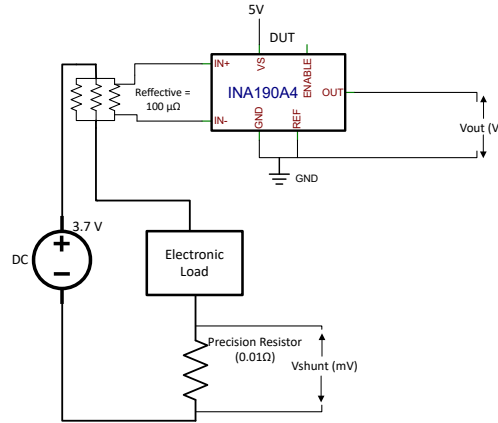 5V
DUT
IN+
VS
ENABLE
Reffective =
100 µΩ
INA190A4
OUT
IN-
GND
REF
Vout (V
GND
3.7 V
DC
Electronic
Load
Precision Resistor
(0.01Ω)
Vshunt (mV)